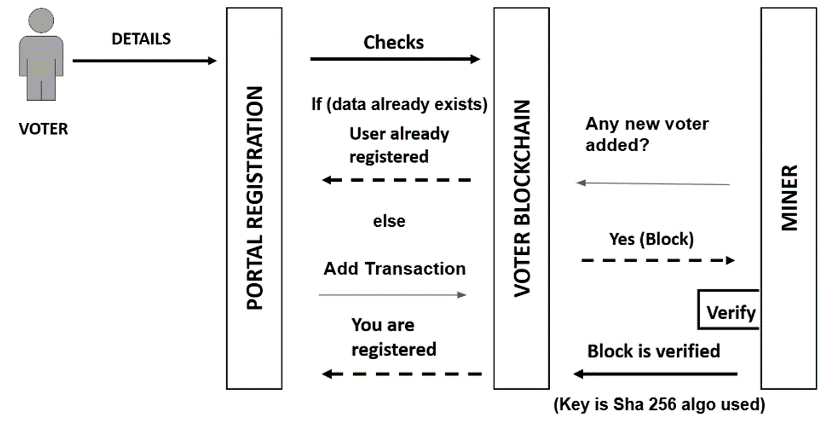 DETAILS
VOTER
PORTAL REGISTRATION
Checks
If (data already exists)
User already
registered
else
Add Transaction
You are
registered
VOTER BLOCKCHAIN
Any new voter
added?
Yes (Block)
Verify
Block is verified
(Key is Sha 256 algo used)
MINER